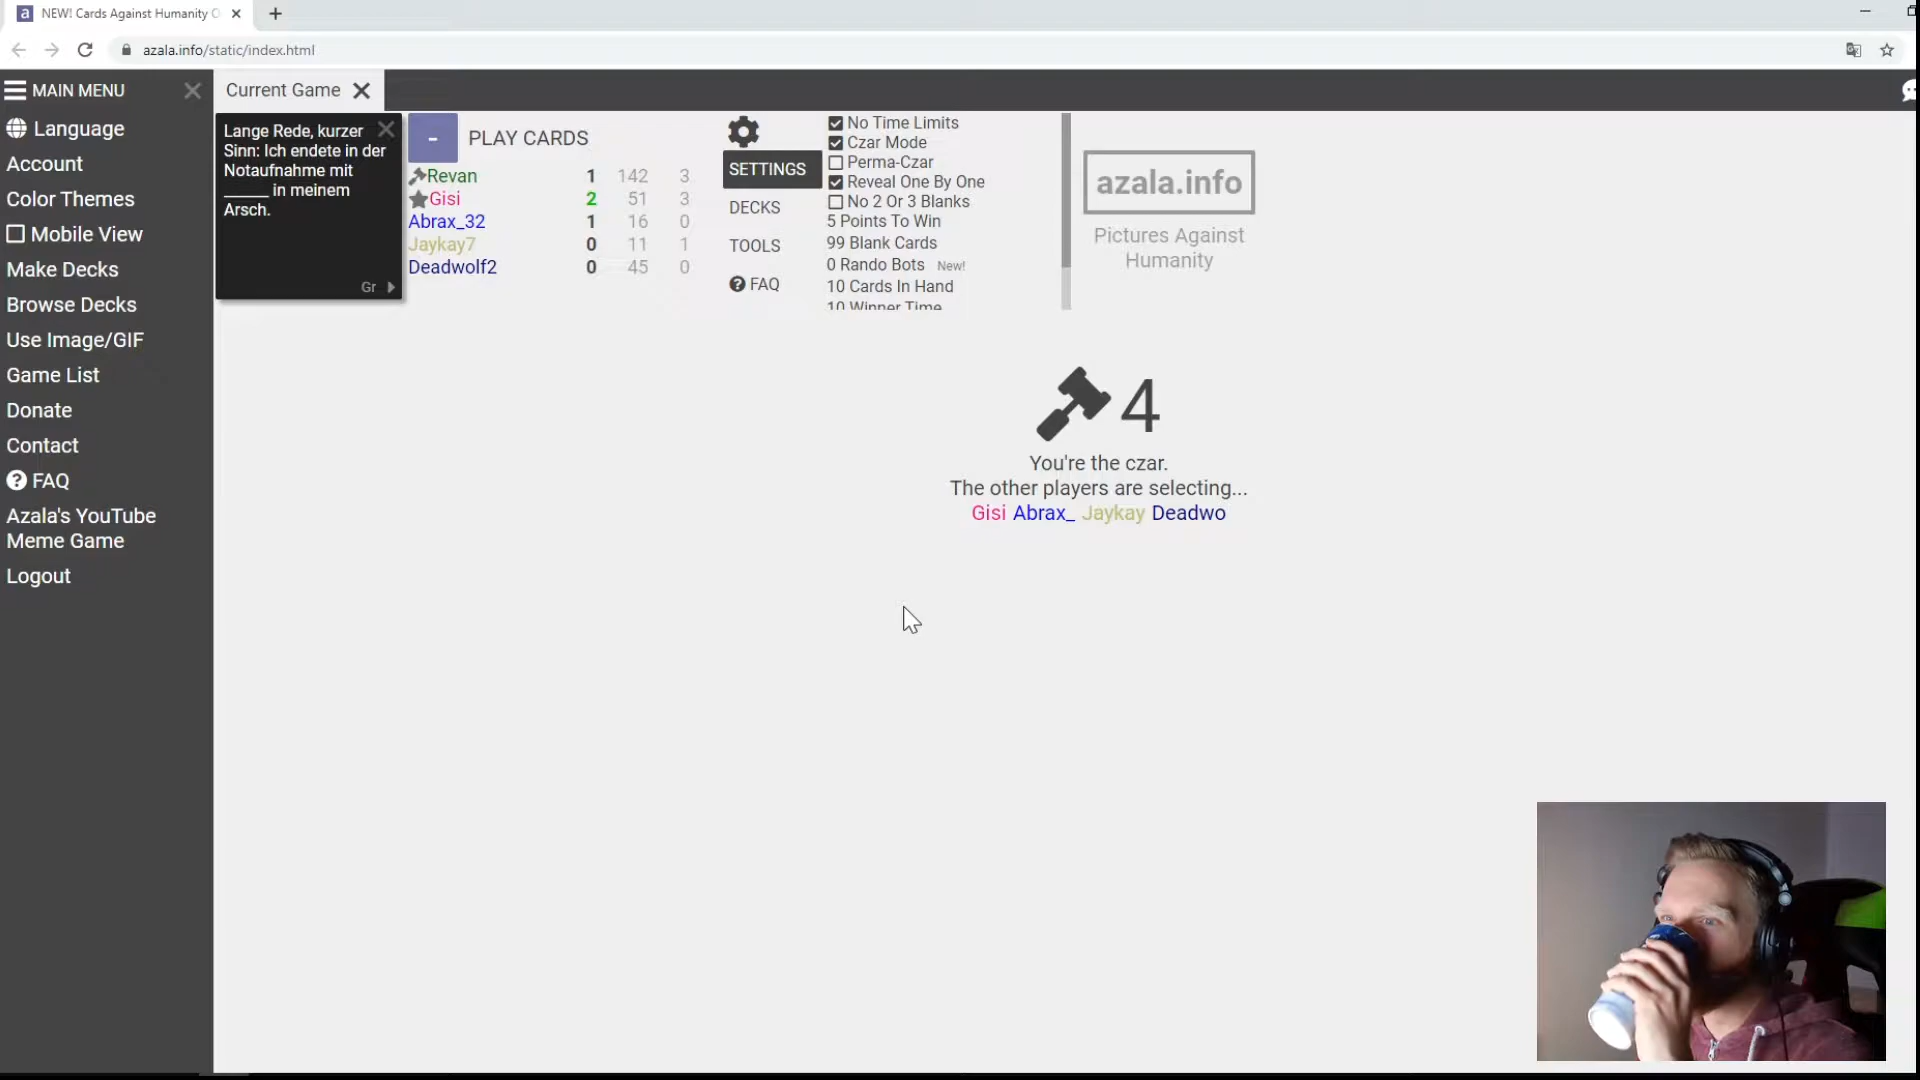 NEW! Cards Against Humanity O
azala.info/static/index.html
MAIN MENU
Language
Account
Color Themes
Mobile View
Make Decks
Browse Decks
Use Image/GIF
Game List
Donate
Contact
FAQ
Azala's YouTube
Meme Game
Logout
Current Game
Lange Rede, kurzer
Sinn: Ich endete in der
Notaufnahme mit
_____ in meinem
Arsch.
Gr
- PLAY CARDS
Revan 1 142 3
Gisi 2 51 3
Abrax_32 1 16 0
Jaykay7 0 11 1
Deadwolf2 0 45 0
SETTINGS
DECKS
TOOLS
FAQ
No Time Limits
Czar Mode
Perma-Czar
Reveal One By One
No 2 Or 3 Blanks
5 Points To Win
99 Blank Cards
0 Rando Bots New!
10 Cards In Hand
10 Winner Time
azala.info
Pictures Against
Humanity
4
You're the czar.
The other players are selecting...
Gisi Abrax_ Jaykay Deadwo